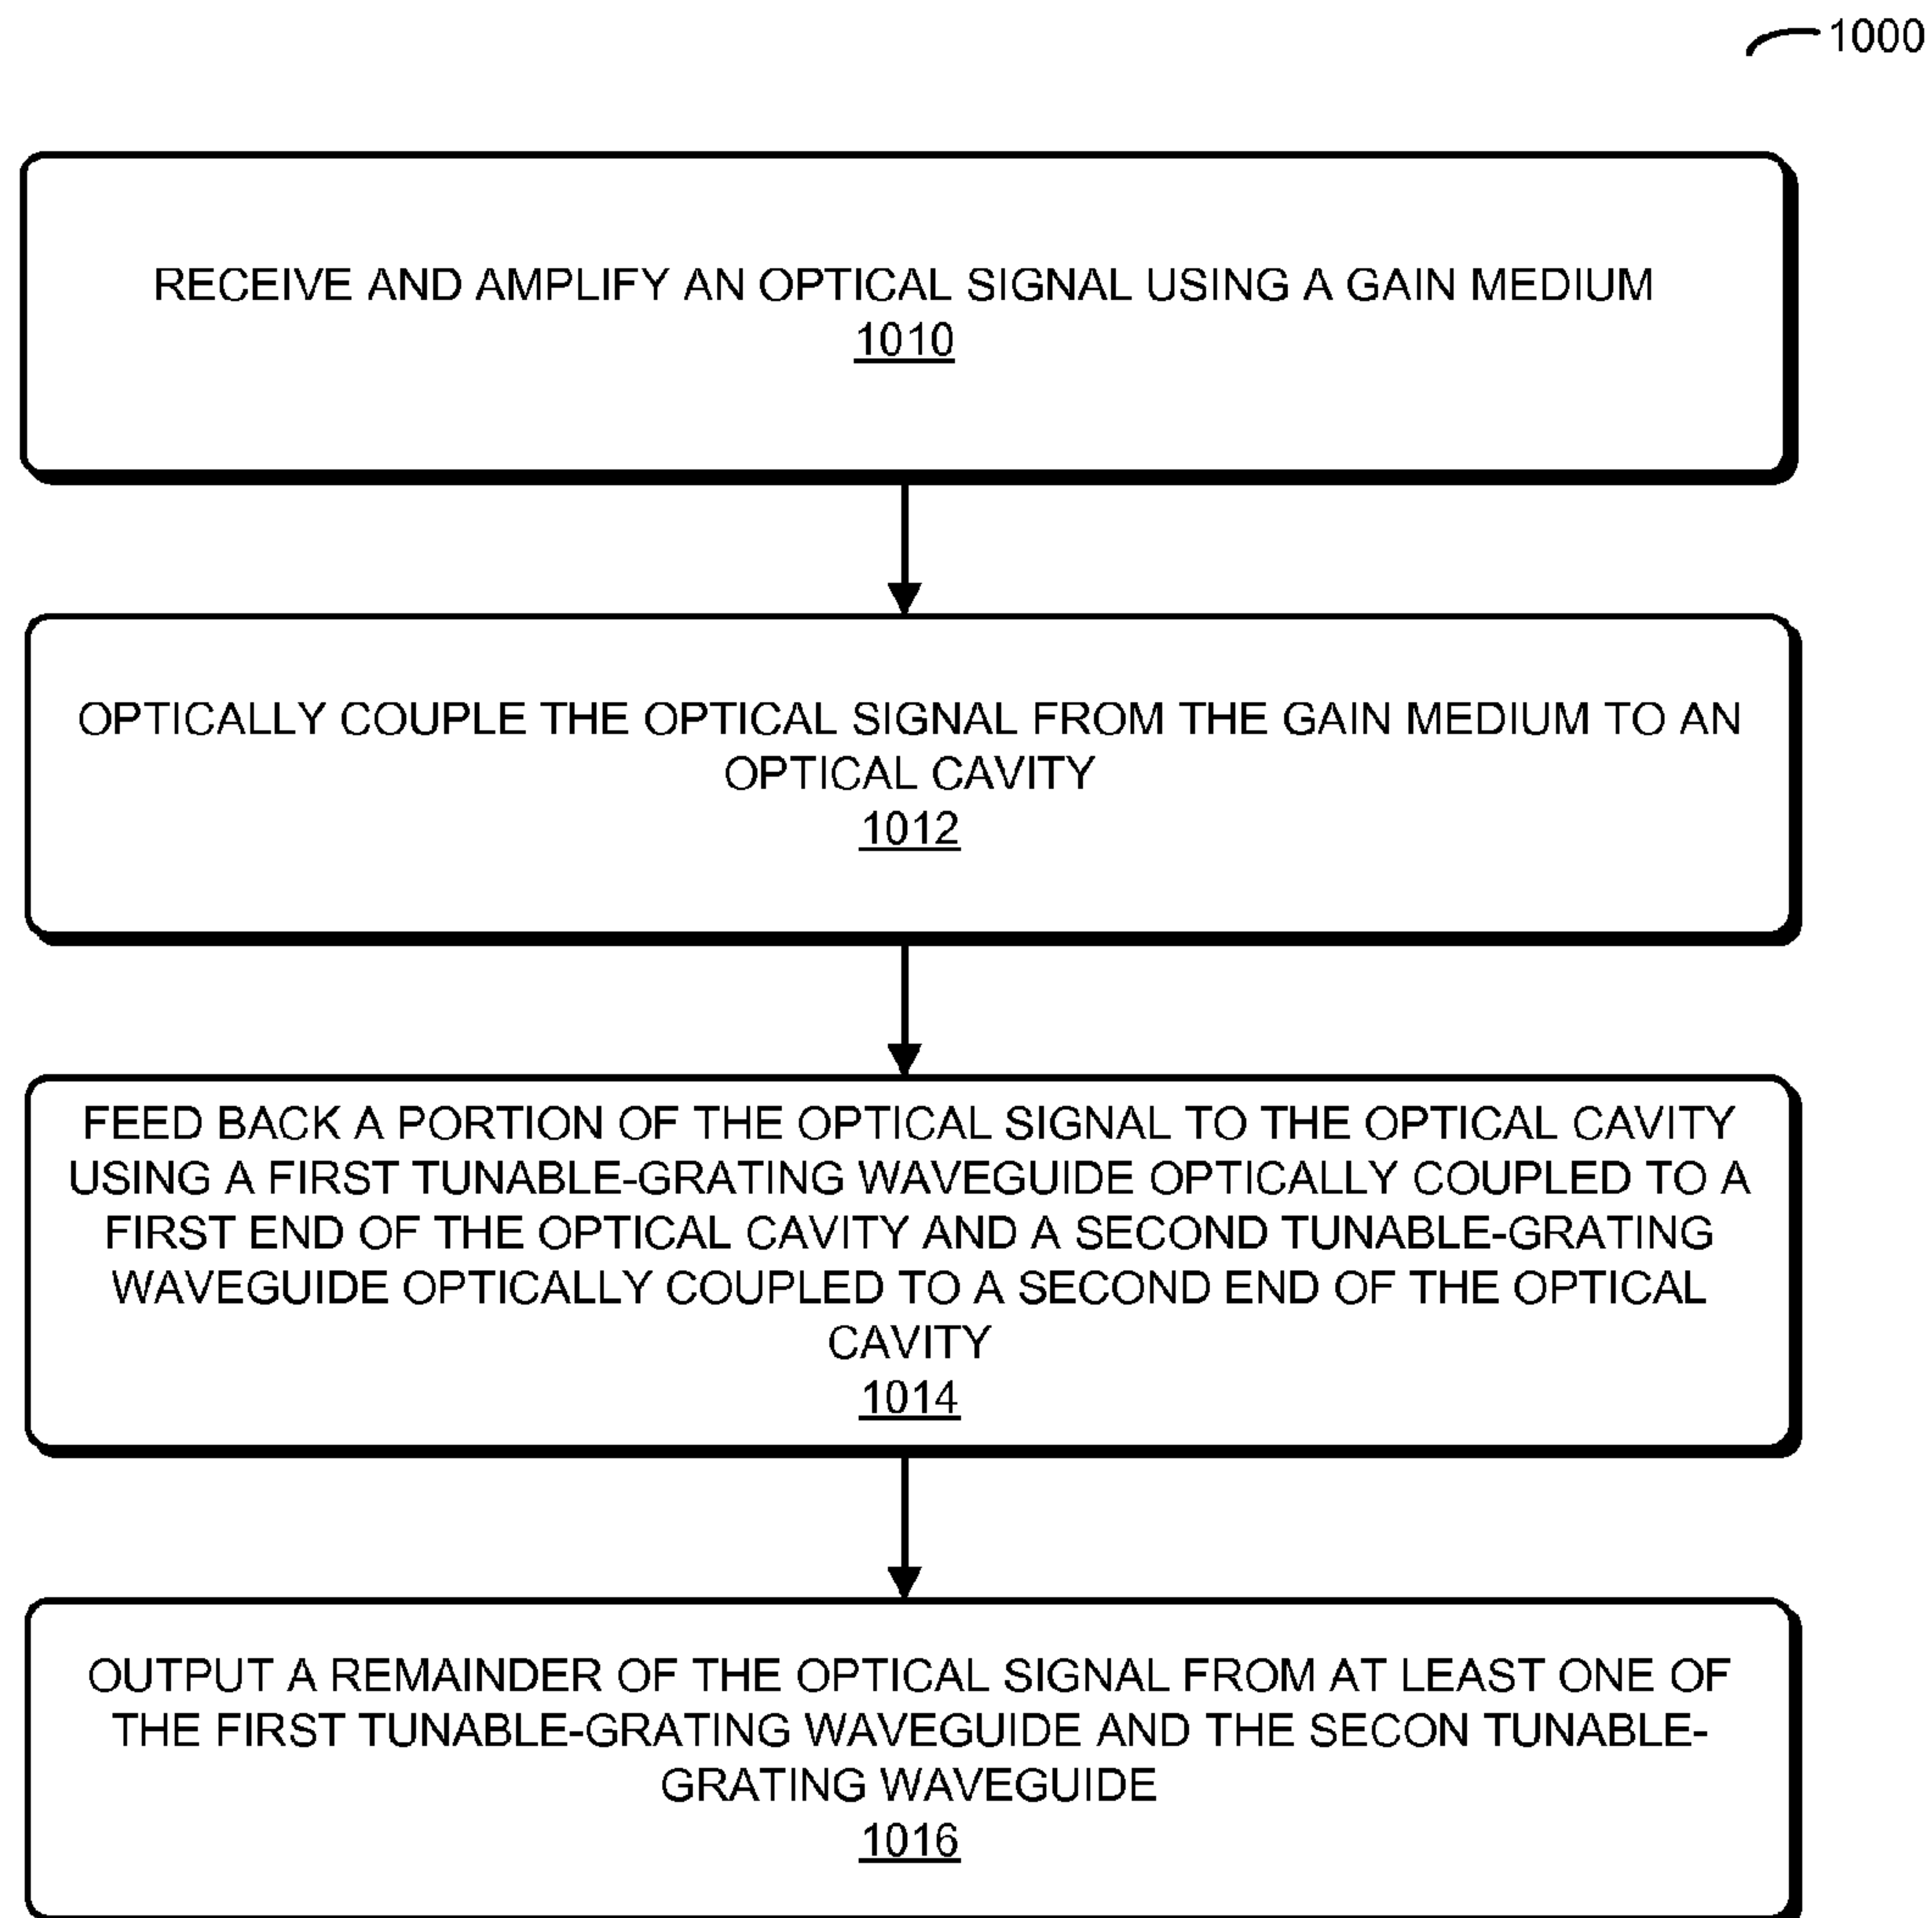 1000
RECEIVE AND AMPLIFY AN OPTICAL SIGNAL USING A GAIN MEDIUM
1010
OPTICALLY COUPLE THE OPTICAL SIGNAL FROM THE GAIN MEDIUM TO AN
OPTICAL CAVITY
1012
FEED BACK A PORTION OF THE OPTICAL SIGNAL TO THE OPTICAL CAVITY
USING A FIRST TUNABLE-GRATING WAVEGUIDE OPTICALLY COUPLED TO A
FIRST END OF THE OPTICAL CAVITY AND A SECOND TUNABLE-GRATING
WAVEGUIDE OPTICALLY COUPLED TO A SECOND END OF THE OPTICAL
CAVITY
1014
OUTPUT A REMAINDER OF THE OPTICAL SIGNAL FROM AT LEAST ONE OF
THE FIRST TUNABLE-GRATING WAVEGUIDE AND THE SECON TUNABLE-
GRATING WAVEGUIDE
1016